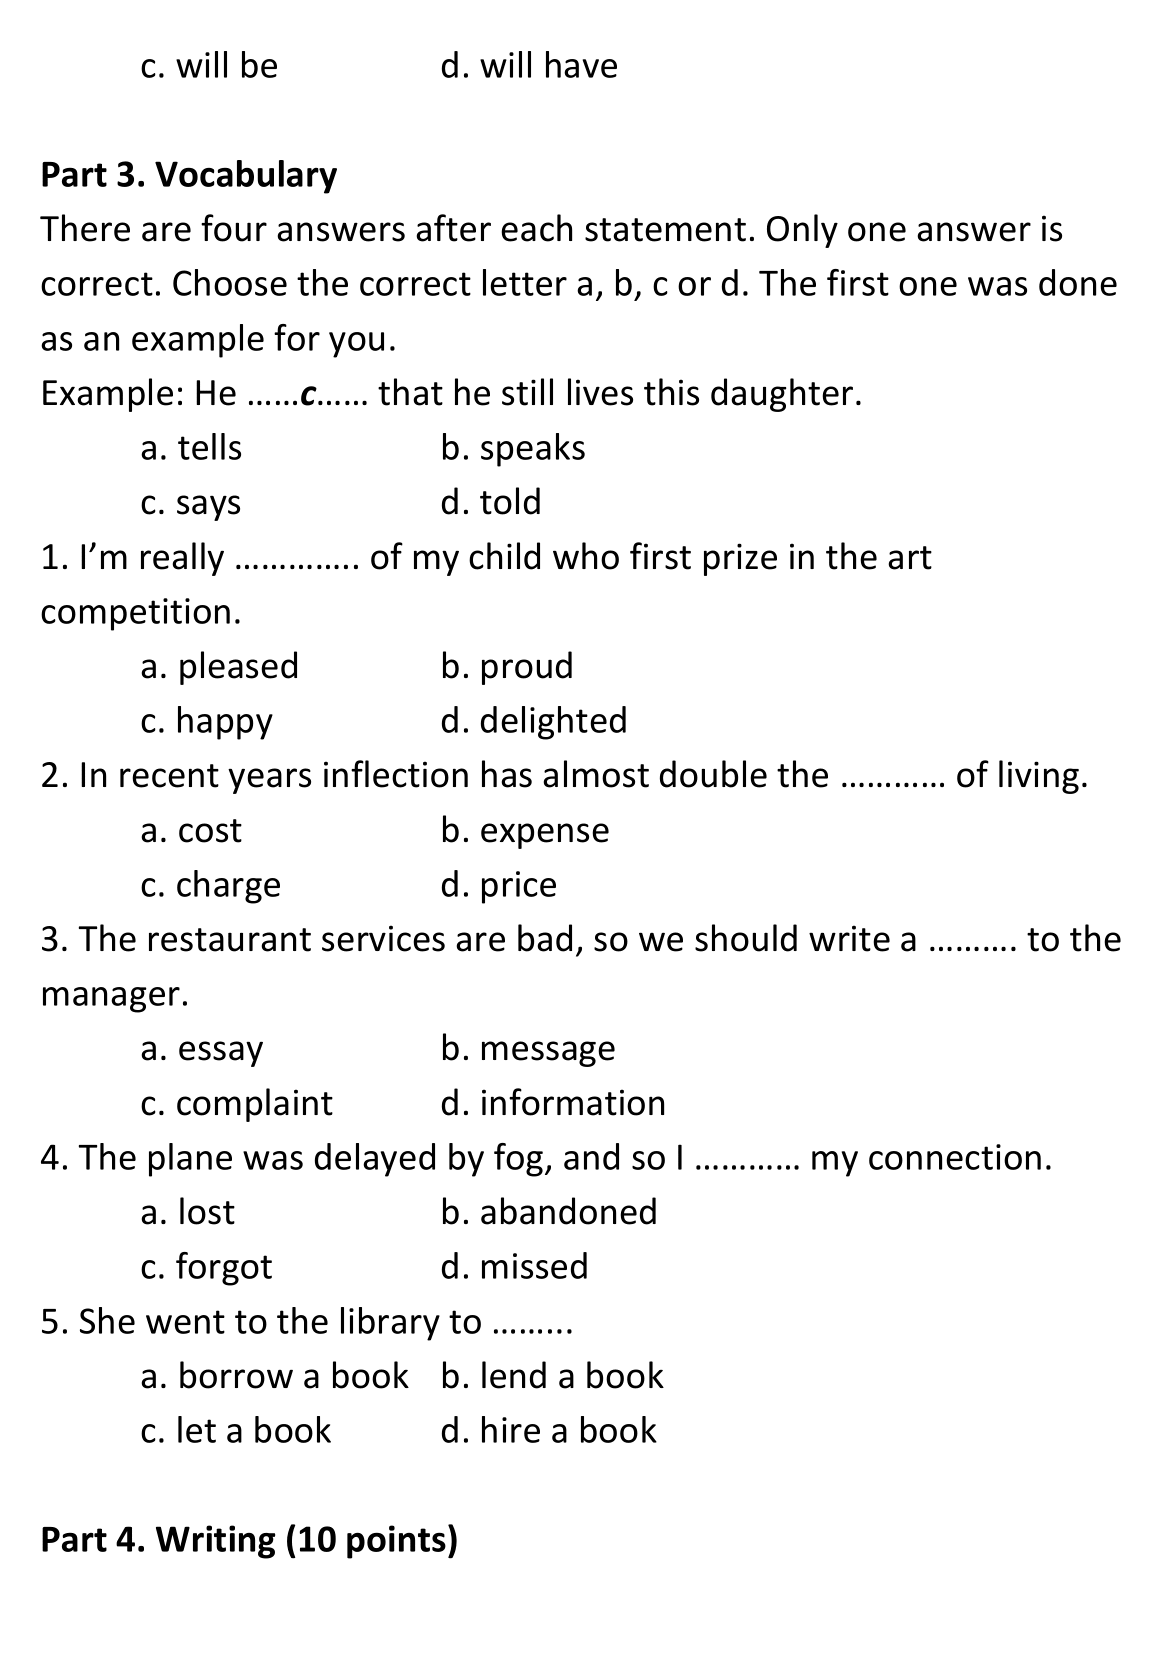 c. will be d. will have
Part 3. Vocabulary
There are four answers after each statement. Only one answer is
correct. Choose the correct letter a, b, c or d. The first one was done
as an example for you.
Example: He ......c...... that he still lives this daughter.
a. tells b. speaks
c. says d. told
1. I’m really .............. of my child who first prize in the art
competition.
a. pleased b. proud
c. happy d. delighted
2. In recent years inflection has almost double the ............ of living.
a. cost b. expense
c. charge d. price
3. The restaurant services are bad, so we should write a .......... to the
manager.
a. essay b. message
c. complaint d. information
4. The plane was delayed by fog, and so I ............ my connection.
a. lost b. abandoned
c. forgot d. missed
5. She went to the library to .........
a. borrow a book b. lend a book
c. let a book d. hire a book
Part 4. Writing (10 points)